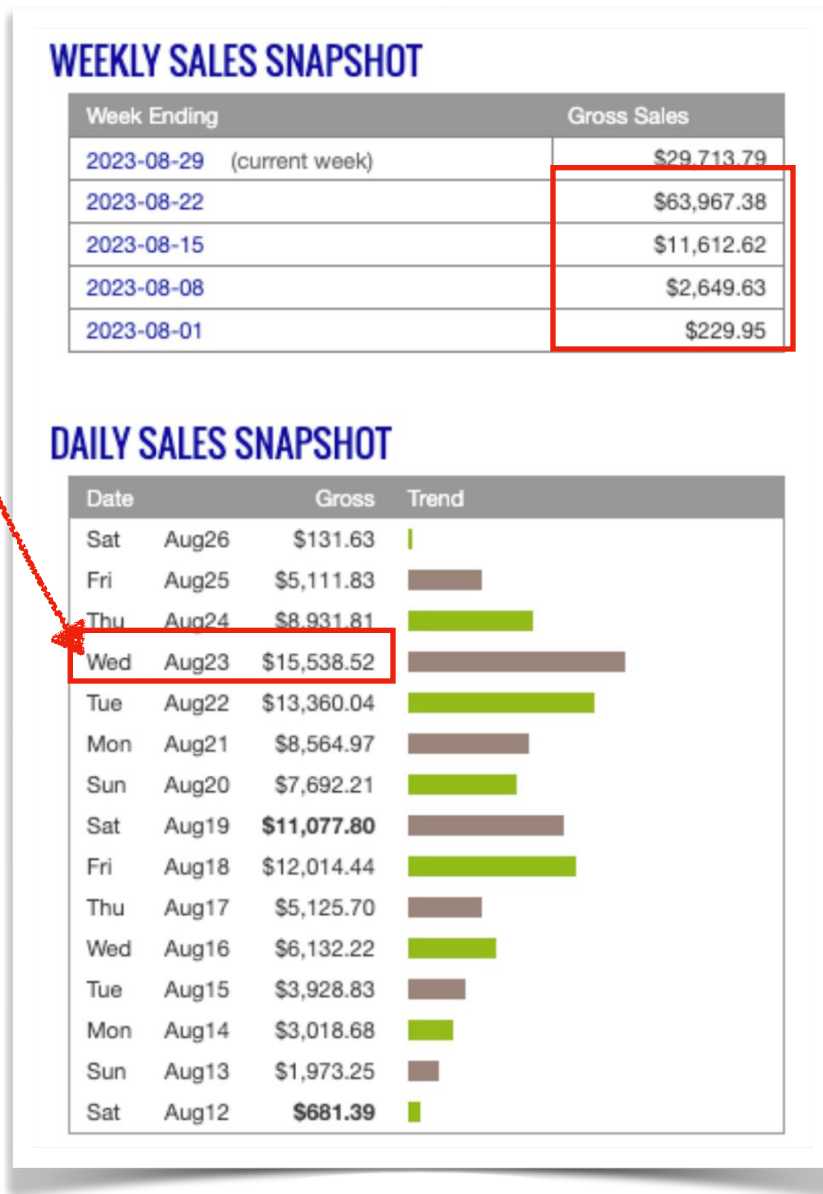 WEEKLY SALES SNAPSHOT
Week Ending Gross Sales
2023-08-29 (current week) $29,713.79
2023-08-22 $63,967.38
2023-08-15 $11,612.62
2023-08-08 $2,649.63
2023-08-01 $229.95
DAILY SALES SNAPSHOT
Date Gross Trend
Sat Aug26 $131.63
Fri Aug25 $5,111.83
Thu Aug24 $8,931.81
Wed Aug23 $15,538.52
Tue Aug22 $13,360.04
Mon Aug21 $8,564.97
Sun Aug20 $7,692.21
Sat Aug19 $11,077.80
Fri Aug18 $12,014.44
Thu Aug17 $5,125.70
Wed Aug16 $6,132.22
Tue Aug15 $3,928.83
Mon Aug14 $3,018.68
Sun Aug13 $1,973.25
Sat Aug12 $681.39